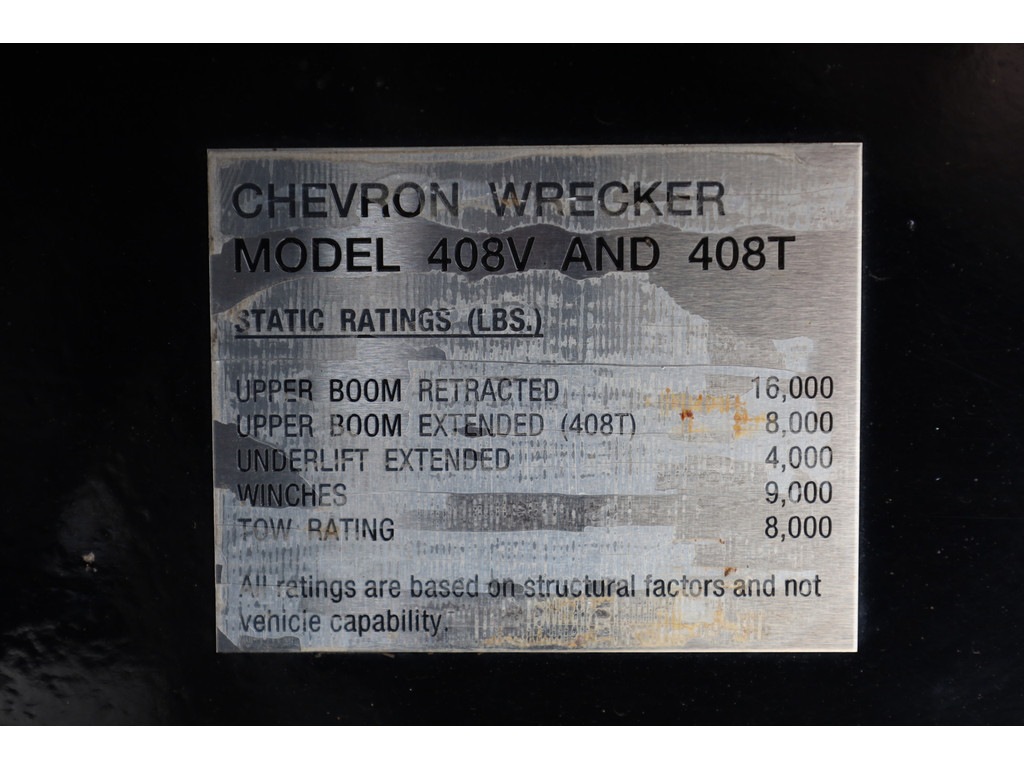 CHEVRON WRECKER
MODEL 408V AND 408T
STATIC RATINGS (LBS.)
UPPER BOOM RETRACTED 16,000
UPPER BOOM EXTENDED (408T) 8,000
UNDERLIFT EXTENDED 4,000
WINCHES 9,000
TOW RATING 8,000
All ratings are based on structural factors and not
vehicle capability.